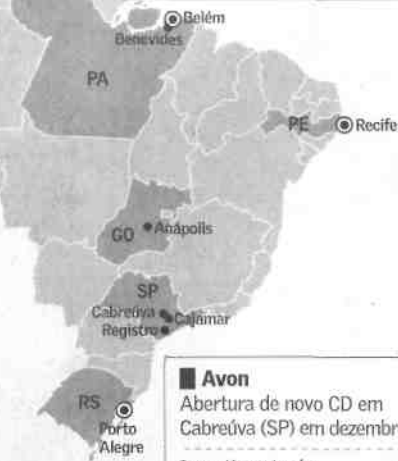 Belém
Benevides
PA
PE
Recife
GO
Anápolis
SP
Cabreúva
Cajamar
Registro
RS
Porto
Alegre
Avon
Abertura de novo CD em
Cabreúva (SP) em dezembr